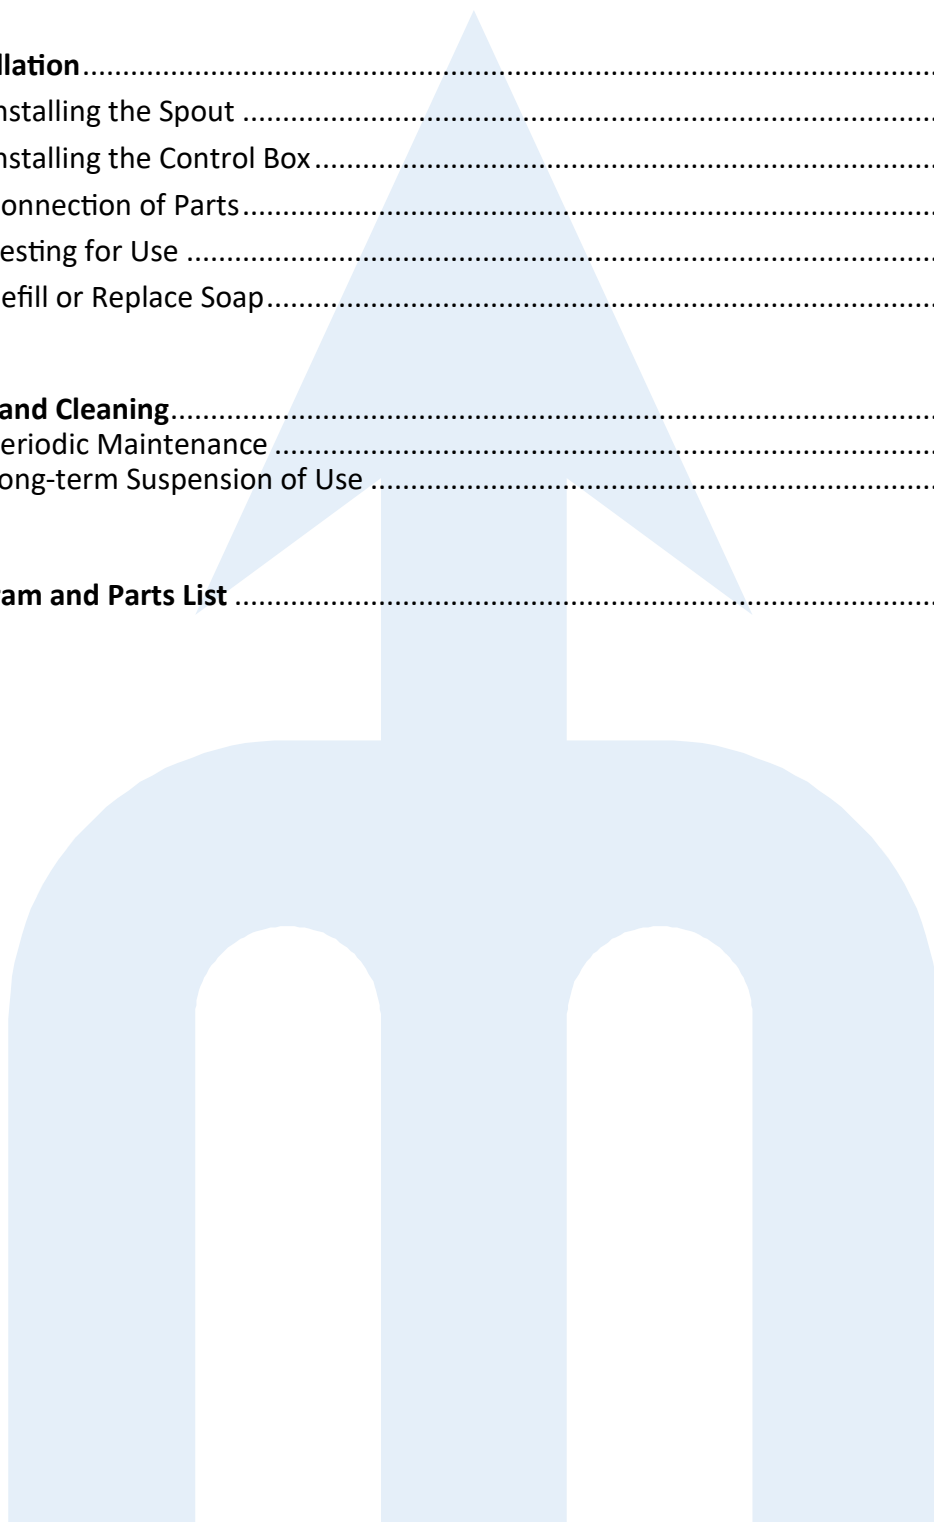 llation........................................................................................................
nstalling the Spout ....................................................................................
nstalling the Control Box...........................................................................
onnection of Parts.....................................................................................
esting for Use ...........................................................................................
efill or Replace Soap..................................................................................
and Cleaning..............................................................................................
eriodic Maintenance ................................................................................
ong-term Suspension of Use .....................................................................
am and Parts List ......................................................................................